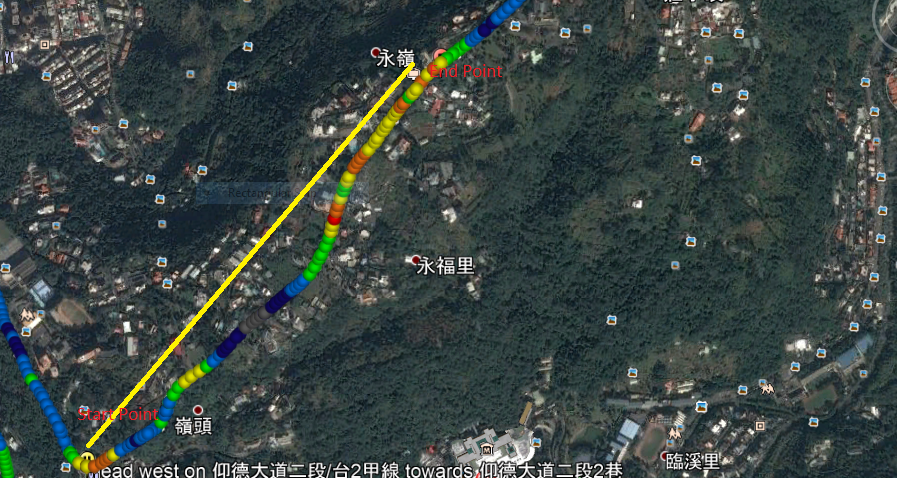 永嶺
End Point
永福里
Start Point
嶺頭
head west on 仰德大道二段/台2甲線 towards 仰德大道二段2巷
臨溪里